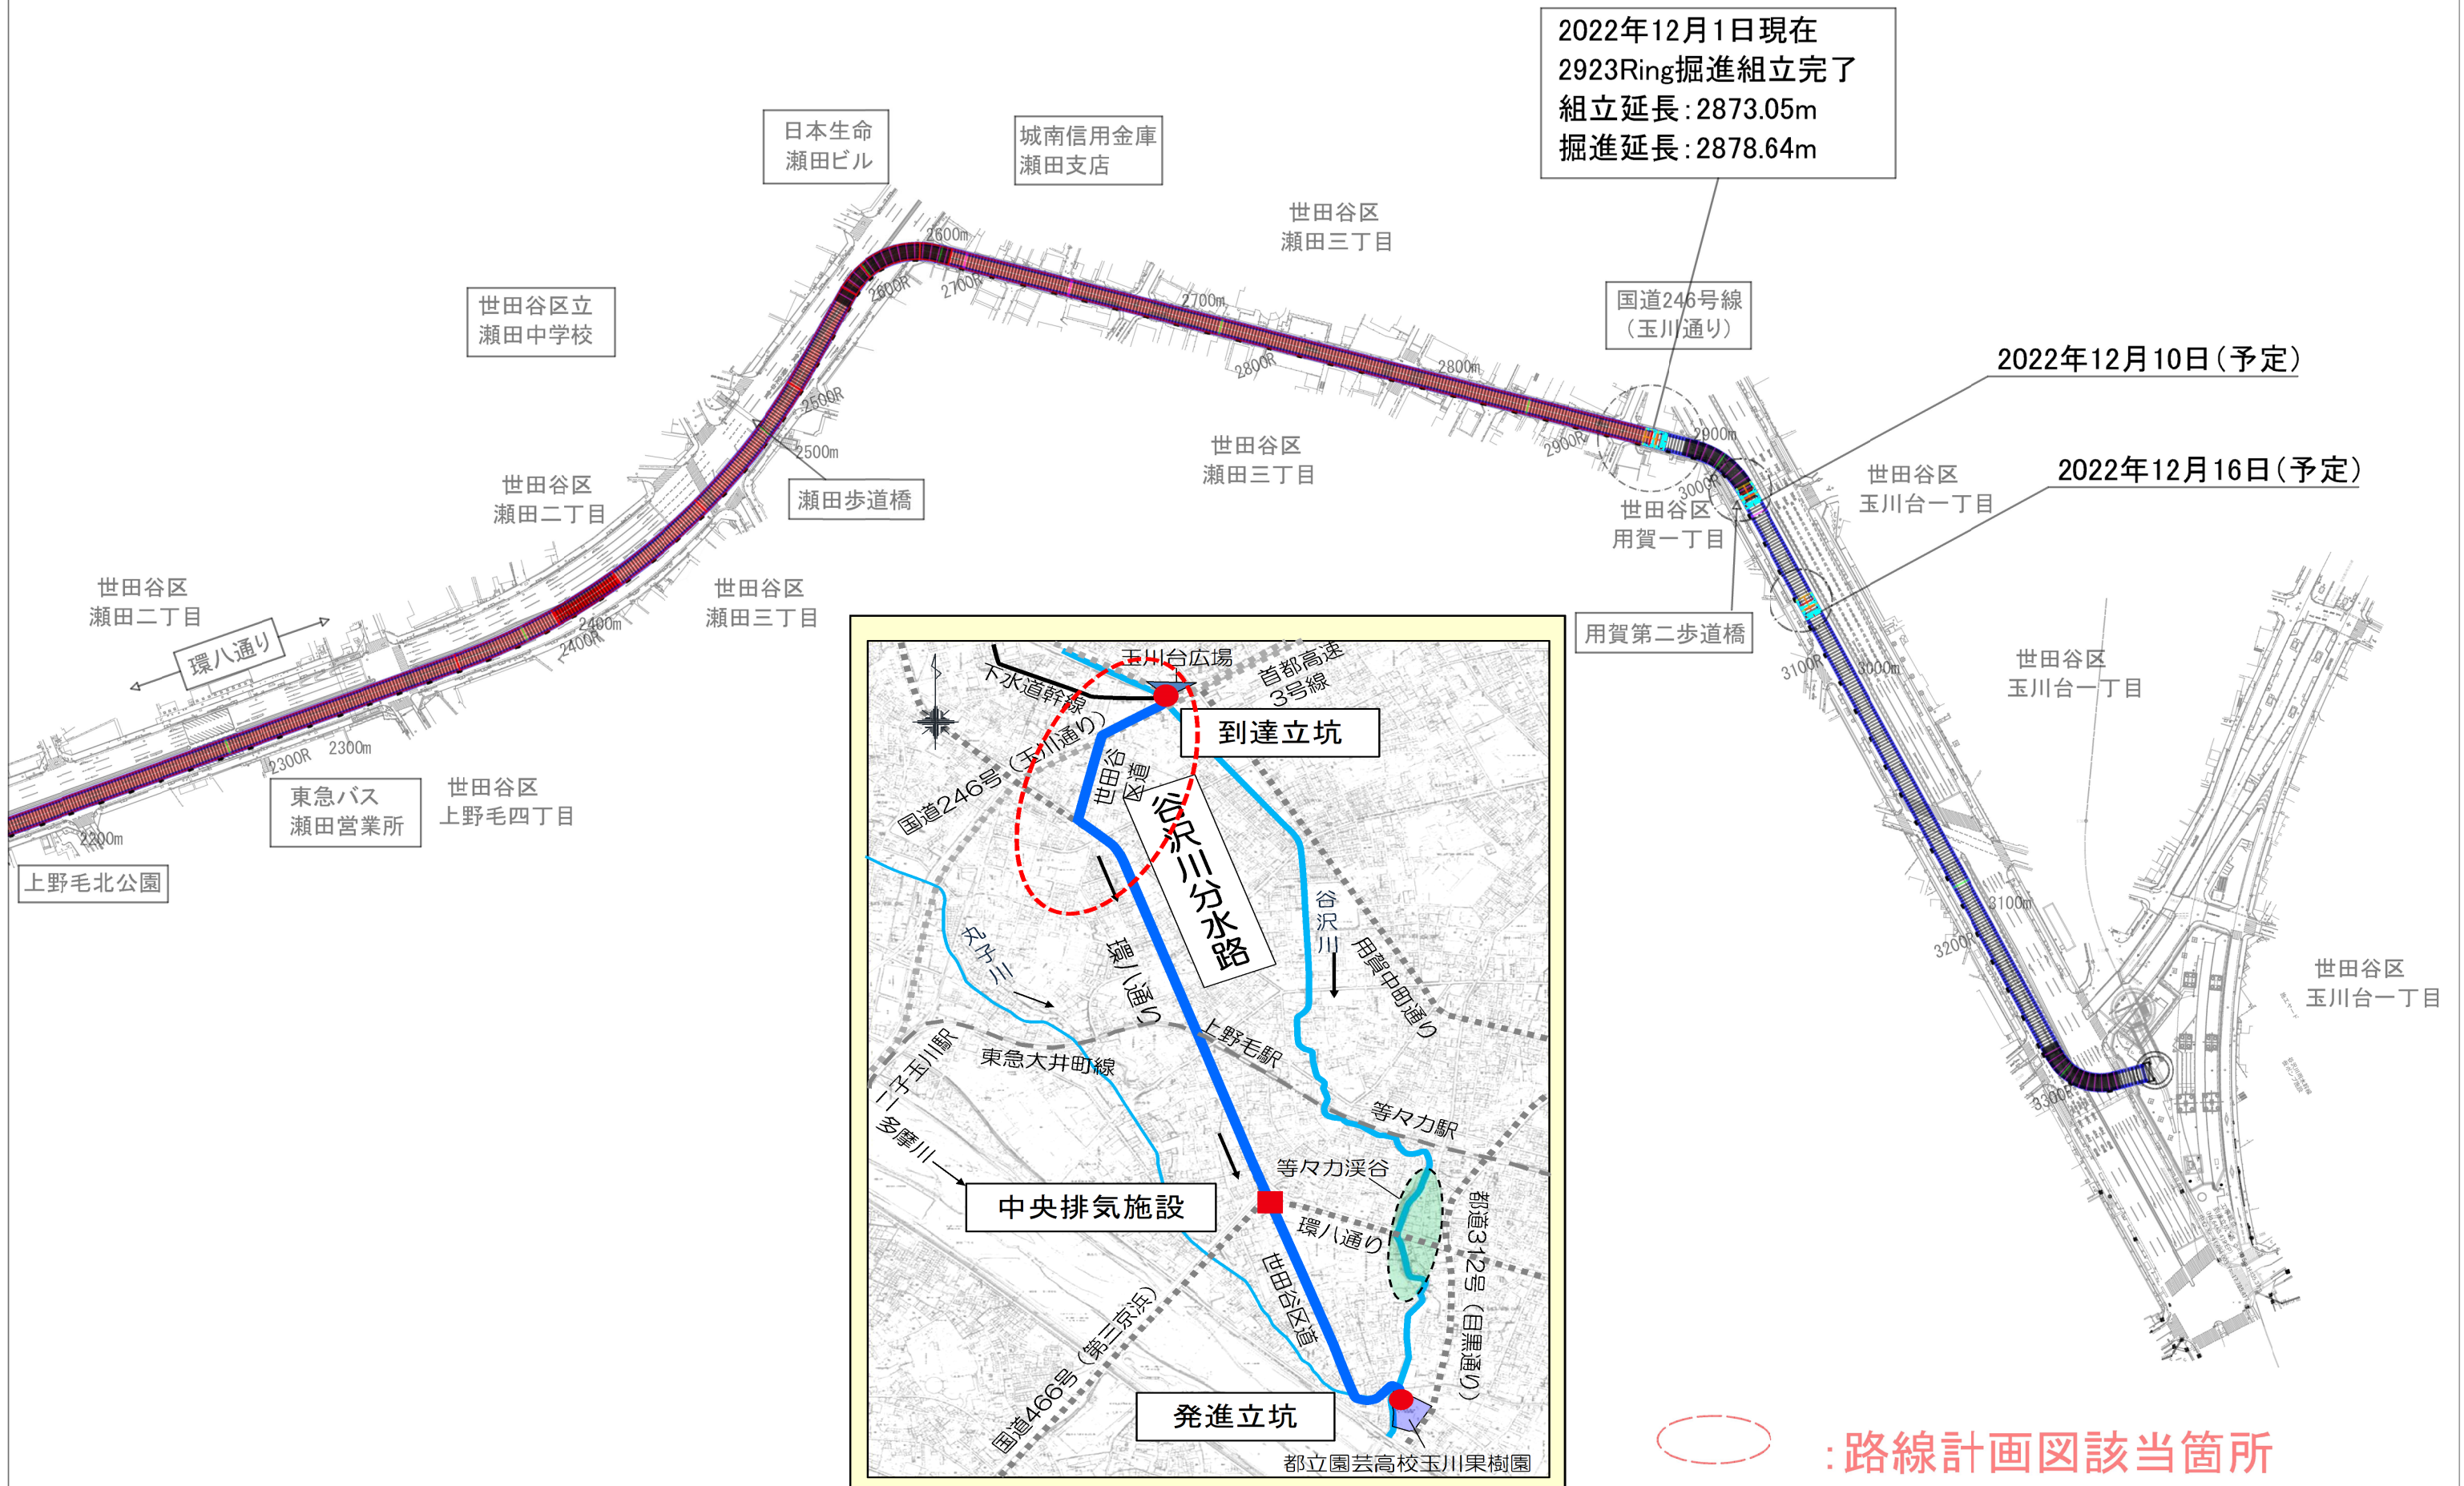 2022年12月1日現在
2923Ring掘進組立完了
組立延長:2873.05m
掘進延長:2878.64m
日本生命
瀬田ビル
城南信用金庫
瀬田支店
世田谷区
瀬田三丁目
世田谷区立
瀬田中学校
国道246号線
(玉川通り)
2022年12月10日(予定)
2022年12月16日(予定)
2600m
2600R
2700R
2700m
2800R
2800m
2900R
2900m
3000R
2500R
2500m
瀬田歩道橋
世田谷区
瀬田三丁目
世田谷区
瀬田二丁目
世田谷区
玉川台一丁目
世田谷区
用賀一丁目
用賀第二歩道橋
世田谷区
瀬田二丁目
環八通り
世田谷区
瀬田三丁目
2400m
2400R
2300m
2300R
2200m
東急バス
瀬田営業所
世田谷区
上野毛四丁目
上野毛北公園
3100R
3000m
世田谷区
玉川台一丁目
3100m
3200R
3300R
世田谷区
玉川台一丁目
玉川台広場
下水道幹線
首都高速
3号線
到達立坑
国道246号(玉川通り)
世田谷
区道
谷沢川分水路
谷沢川
丸子川
環八通り
用賀中町通り
上野毛駅
東急大井町線
二子玉川駅
多摩川
等々力駅
等々力渓谷
中央排気施設
環八通り
都道312号(目黒通り)
世田谷区道
国道466号(第三京浜)
発進立坑
都立園芸高校玉川果樹園
:路線計画図該当箇所